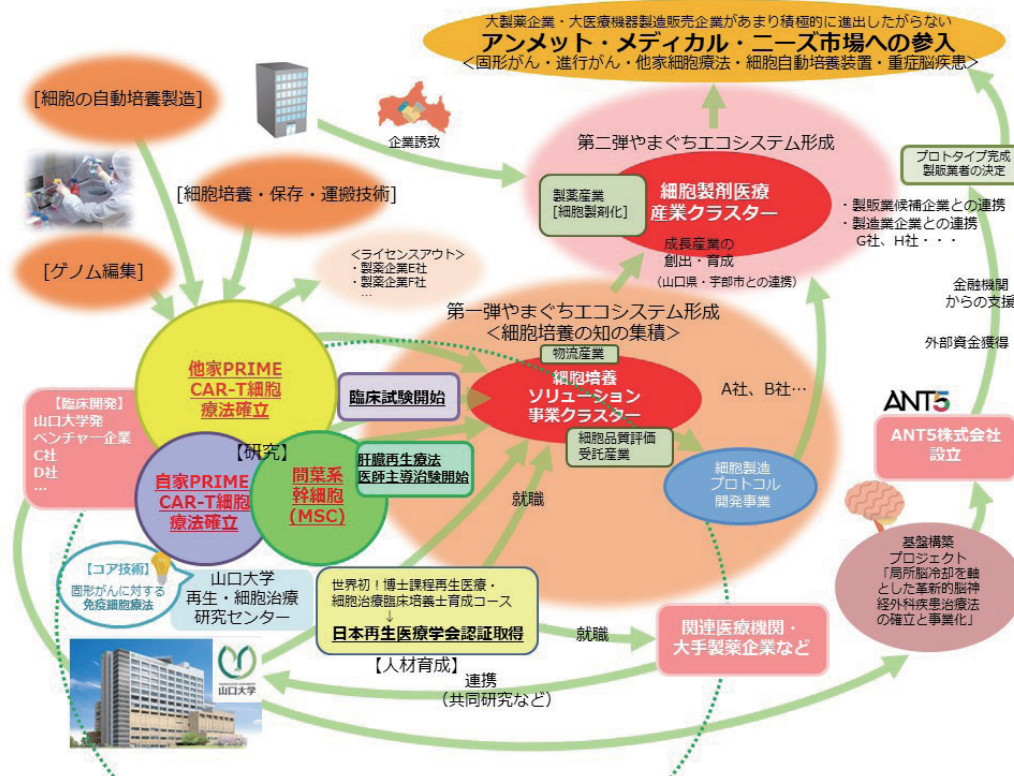 大製薬企業・大医療機器製造販売企業があまり積極的に進出したがらない
アンメット・メディカル・ニーズ市場への参入
＜固形がん・進行がん・他家細胞療法・細胞自動培養装置・重症脳疾患＞
[細胞の自動培養製造]
企業誘致
第二弾やまぐちエコシステム形成
プロトタイプ完成
製販業者の決定
[細胞培養・保存・運搬技術]
製薬産業
[細胞製剤化]
細胞製剤医療
産業クラスター
・製販業候補企業との連携
・製造業企業との連携
G社、H社・・・
成長産業の
創出・育成
(山口県・宇部市との連携)
[ゲノム編集]
＜ライセンスアウト＞
・製薬企業E社
・製薬企業F社
…
金融機関
からの支援
外部資金獲得
第一弾やまぐちエコシステム形成
＜細胞培養の知の集積＞
物流産業
細胞培養
ソリューション
事業クラスター
細胞品質評価
受託産業
A社、B社…
他家PRIME
CAR-T細胞
療法確立
臨床試験開始
【臨床開発】
山口大学発
ベンチャー企業
C社
D社
…
【研究】
自家PRIME
CAR-T細胞
療法確立
間葉系
幹細胞
(MSC)
肝臓再生療法
医師主導治験開始
細胞製造
プロトコル
開発事業
ANT5
ANT5株式会社
設立
就職
【コア技術】
固形がんに対する
免疫細胞療法
山口大学
再生・細胞治療
研究センター
世界初！博士課程再生医療・
細胞治療臨床培養士育成コース
↓
日本再生医療学会認証取得
【人材育成】
就職
関連医療機関・
大手製薬企業など
基盤構築
プロジェクト
「局所脳冷却を軸
とした革新的脳神
経外科疾患治療法
の確立と事業化」
連携
（共同研究など）
山口大学